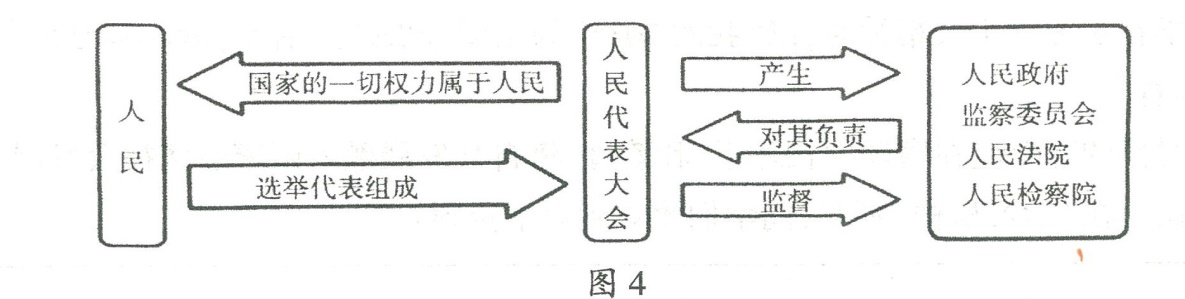 人民
国家的一切权力属于人民
选举代表组成
人民代表大会
产生
对其负责
监督
人民政府
监察委员会
人民法院
人民检察院
图 4